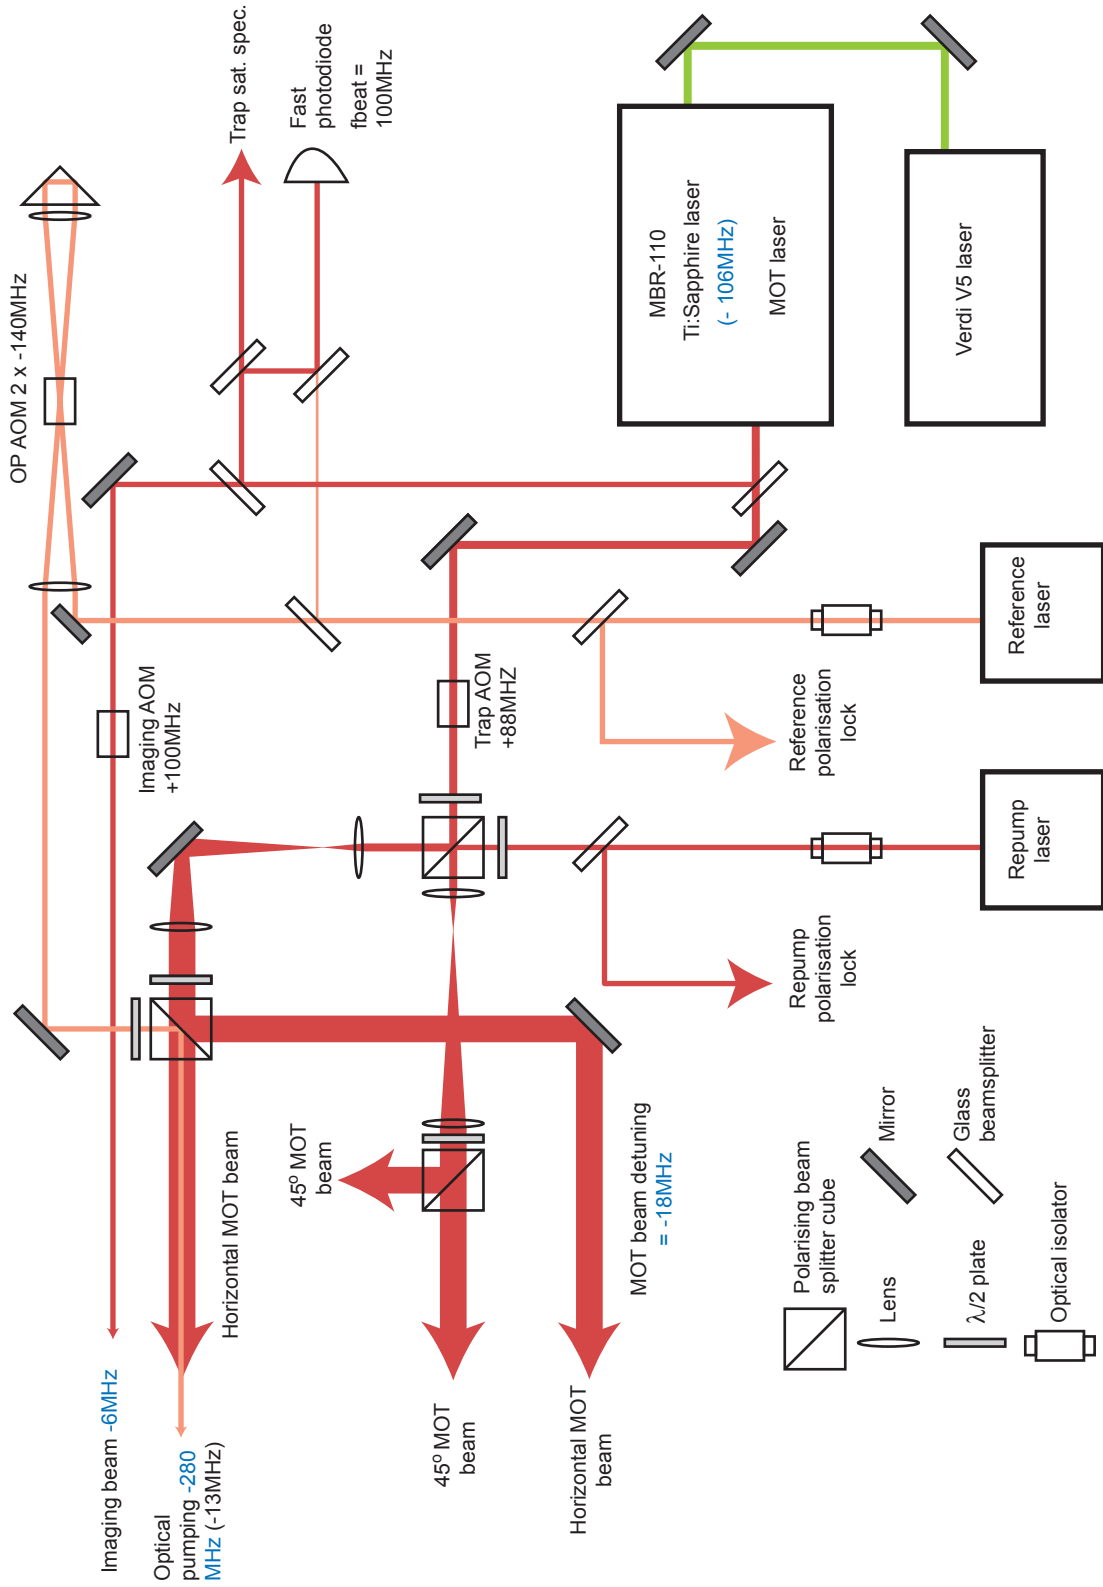 Imaging beam -6MHz
Optical
pumping -280
MHz (-13MHz)
Horizontal MOT beam
45º MOT
beam
45º MOT
beam
Horizontal MOT
beam
MOT beam detuning
= -18MHz
Imaging AOM
+100MHz
OP AOM 2 x -140MHz
Trap sat. spec.
Fast
photodiode
fbeat =
100MHz
Trap AOM
+88MHZ
Repump
polarisation
lock
Reference
polarisation
lock
MBR-110
Ti:Sapphire laser
(- 106MHz)
MOT laser
Verdi V5 laser
Repump
laser
Reference
laser
Polarising beam
splitter cube
Mirror
Lens
Glass
beamsplitter
λ/2 plate
Optical isolator